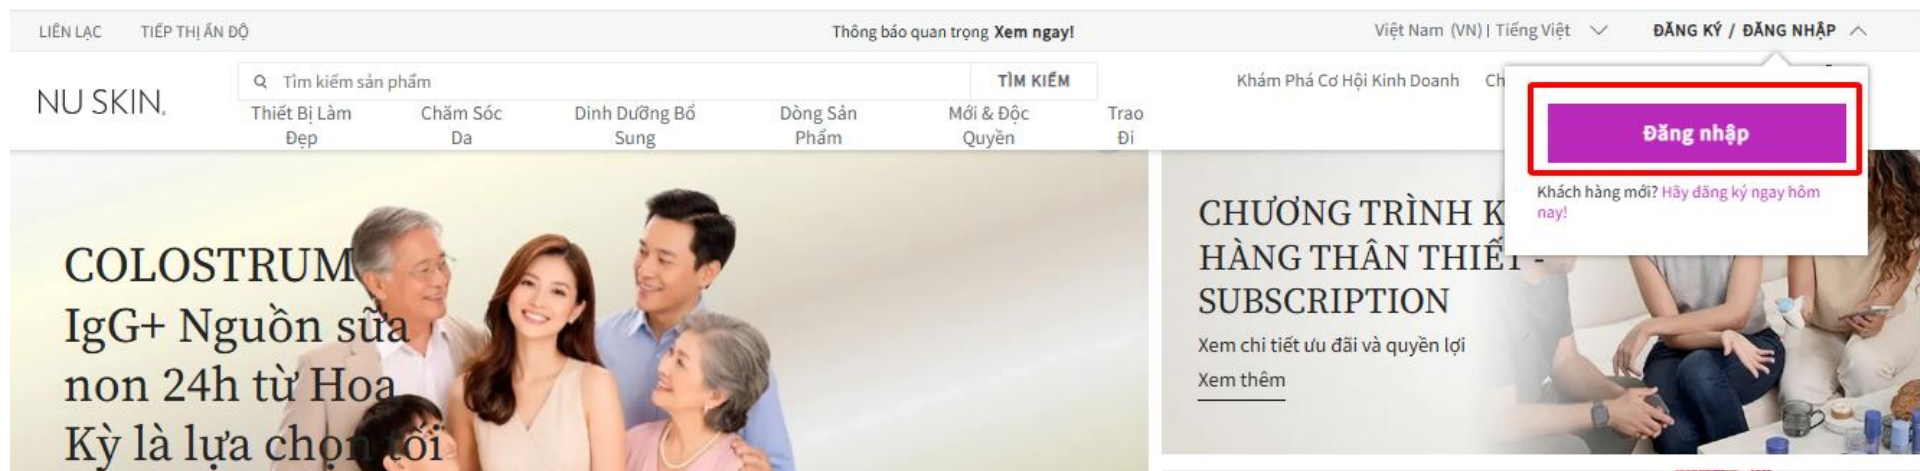 LIÊN LẠC TIẾP THỊ ẤN ĐỘ Thông báo quan trọng Xem ngay! Việt Nam (VN) | Tiếng Việt ĐĂNG KÝ / ĐĂNG NHẬP
NU SKIN.
Tìm kiếm sản phẩm TÌM KIẾM Khám Phá Cơ Hội Kinh Doanh
Thiết Bị Làm Chăm Sóc Dinh Dưỡng Bổ Dòng Sản Mới & Độc Trao
Đẹp Da Sung Phẩm Quyền Đi
Đăng nhập
Khách hàng mới? Hãy đăng ký ngay hôm
nay!
COLOSTRUM
IgG+ Nguồn sữa
non 24h từ Hoa
Kỳ là lựa chọn tối
CHƯƠNG TRÌNH K
HÀNG THÂN THIẾT -
SUBSCRIPTION
Xem chi tiết ưu đãi và quyền lợi
Xem thêm